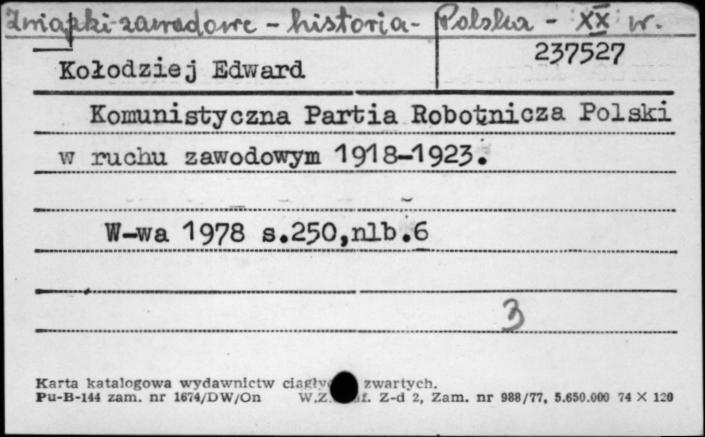 Związki zawodowe - historia - Polska - XX w.
237527
Kołodziej Edward
Komunistyczna Partia Robotnicza Polski
w ruchu zawodowym 1918-1923.
W-wa 1978 s.250,nlb.6
3
Karta katalogowa wydawnictw zwartych.
Pu-B-144 zam. nr 1674/DW/On W.Z. Z-d 2, Zam. nr 988/77, 5.650.000 74 X 120